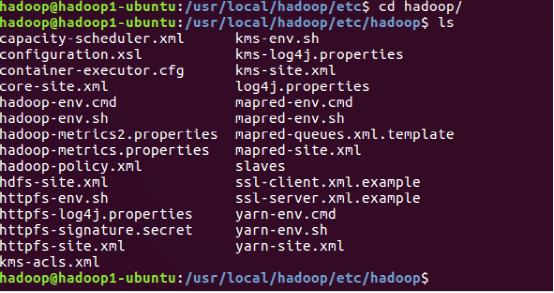 hadoop@hadoop1-ubuntu:/usr/local/hadoop/etc$ cd hadoop/
hadoop@hadoop1-ubuntu:/usr/local/hadoop/etc/hadoop$ ls
capacity-scheduler.xml kms-env.sh
configuration.xsl kms-log4j.properties
container-executor.cfg kms-site.xml
core-site.xml log4j.properties
hadoop-env.cmd mapred-env.cmd
hadoop-env.sh mapred-env.sh
hadoop-metrics2.properties mapred-queues.xml.template
hadoop-metrics.properties mapred-site.xml
hadoop-policy.xml slaves
hdfs-site.xml ssl-client.xml.example
httpfs-env.sh ssl-server.xml.example
httpfs-log4j.properties yarn-env.cmd
httpfs-signature.secret yarn-env.sh
httpfs-site.xml yarn-site.xml
kms-acls.xml
hadoop@hadoop1-ubuntu:/usr/local/hadoop/etc/hadoop$